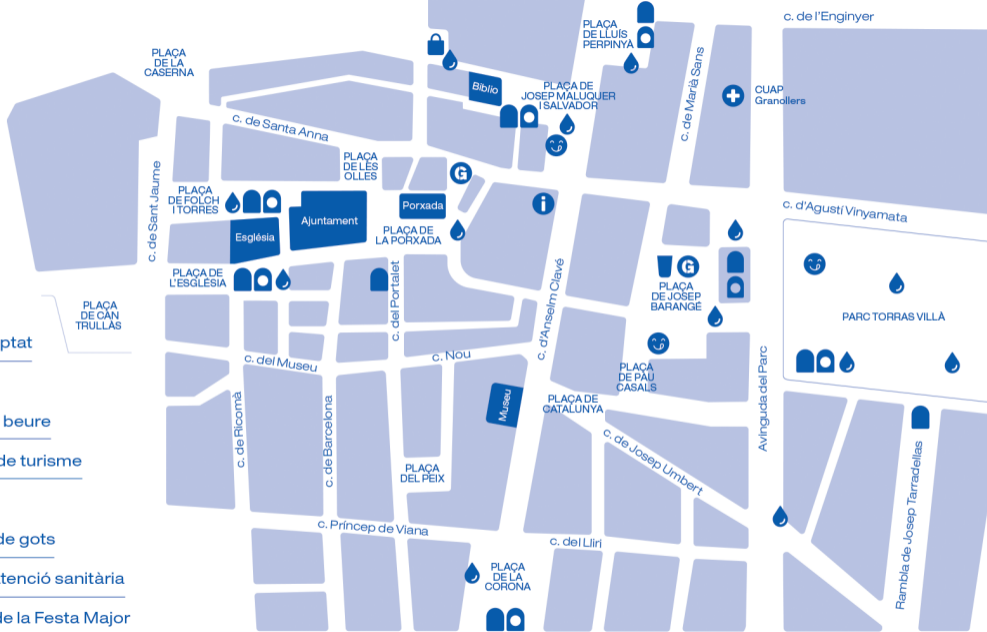 PLAÇA
DE LA
CASERNA
PLAÇA
DE LLUÍS
PERPINYÀ
c. de l'Enginyer
Biblio
PLAÇA DE
JOSEP MALUQUER
I SALVADOR
c. de Marià Sans
CUAP
Granollers
c. de Santa Anna
PLAÇA
DE LES
OLLES
G
c. de Sant Jaume
PLAÇA
DE FOLCH
I TORRES
Ajuntament
Porxada
i
c. d'Agustí Vinyamata
Església
PLAÇA DE
LA PORXADA
PLAÇA DE
L'ESGLÉSIA
c. del Portalet
c. d'Anselm Clavé
G
PLAÇA
DE JOSEP
BARANGÉ
PLAÇA
DE CAN
TRULLÀS
PARC TORRAS VILLÀ
ptat
c. del Museu
c. Nou
PLAÇA
DE PAU
CASALS
Avinguda del Parc
Museu
PLAÇA DE
CATALUNYA
beure
c. de Ricomà
c. de Barcelona
c. de Josep Umbert
de turisme
PLAÇA
DEL PEIX
Rambla de Josep Tarradellas
c. Príncep de Viana
c. del Lliri
de gots
PLAÇA
DE LA
CORONA
tenció sanitària
de la Festa Major